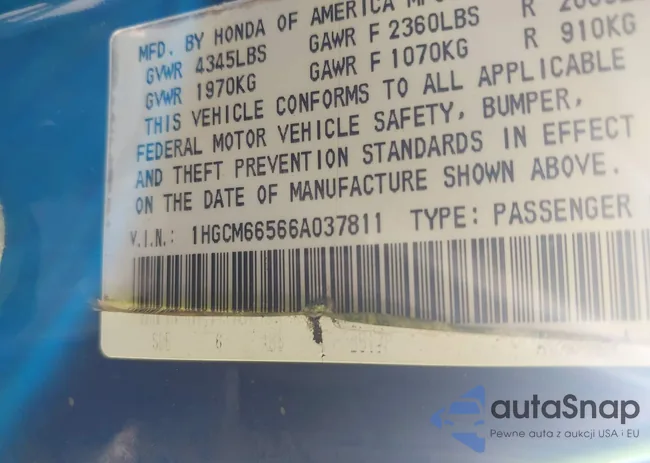 MFD. BY HONDA OF AMERICA
GVWR 4345LBS GAWR F 2360LBS R
GVWR 1970KG GAWR F 1070KG R 910KG
THIS VEHICLE CONFORMS TO ALL APPLICABLE
FEDERAL MOTOR VEHICLE SAFETY, BUMPER,
AND THEFT PREVENTION STANDARDS IN EFFECT
ON THE DATE OF MANUFACTURE SHOWN ABOVE.
V.I.N.: 1HGCM66566A037811 TYPE: PASSENGER
autaSnap
Pewne auta z aukcji USA i EU